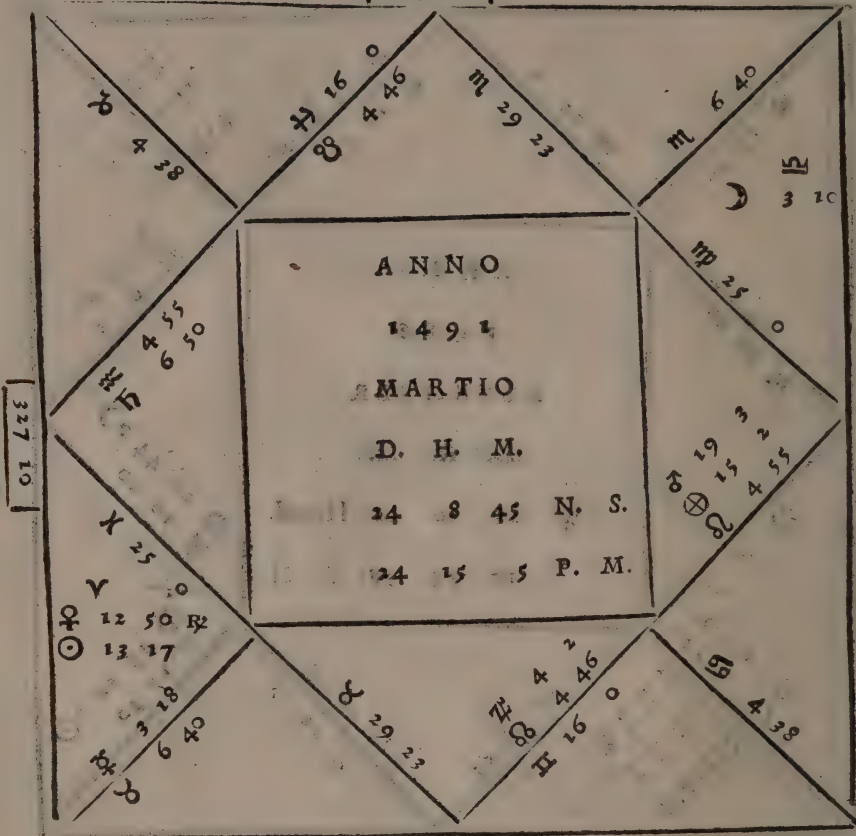 ♑ 4 38
♐ 16 0
☋ 4 46
♏ 29 23
♏ 6 40
♎
☽ 3 10
♍ 25 0
ANNO
1491
MARTIO
D. H. M.
24 8 45 N. S.
24 15 5 P. M.
♒ 4 55
♄ 6 50
327 10
♂ 19 3
⊗ 15 2
♌ 4 55
♓ 25 0
♈
♀ 12 50 ℞
☉ 13 17
☿ 3 18
♉ 6 40
♉ 29 23
♃ 4 2
☊ 4 46
♊ 16 0
♋ 4 38